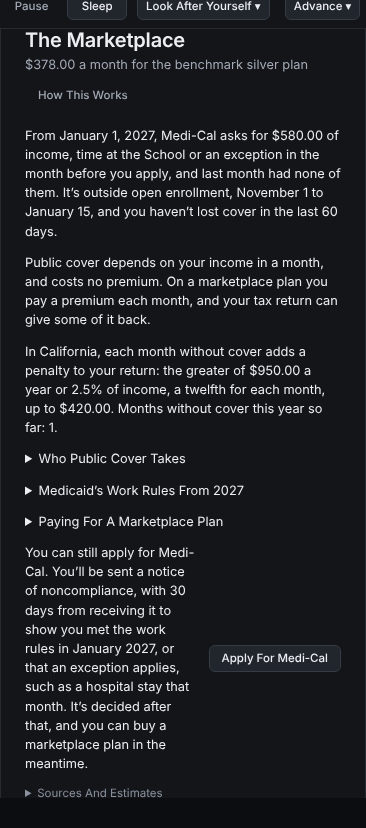 Pause
Sleep
Look After Yourself ▾
Advance ▾
The Marketplace
$378.00 a month for the benchmark silver plan
How This Works
From January 1, 2027, Medi-Cal asks for $580.00 of
income, time at the School or an exception in the
month before you apply, and last month had none of
them. It’s outside open enrollment, November 1 to
January 15, and you haven’t lost cover in the last 60
days.
Public cover depends on your income in a month,
and costs no premium. On a marketplace plan you
pay a premium each month, and your tax return can
give some of it back.
In California, each month without cover adds a
penalty to your return: the greater of $950.00 a
year or 2.5% of income, a twelfth for each month,
up to $420.00. Months without cover this year so
far: 1.
▶ Who Public Cover Takes
▶ Medicaid’s Work Rules From 2027
▶ Paying For A Marketplace Plan
You can still apply for Medi-
Cal. You’ll be sent a notice
of noncompliance, with 30
days from receiving it to
show you met the work
rules in January 2027, or
that an exception applies,
such as a hospital stay that
month. It’s decided after
that, and you can buy a
marketplace plan in the
meantime.
Apply For Medi-Cal
▶ Sources And Estimates